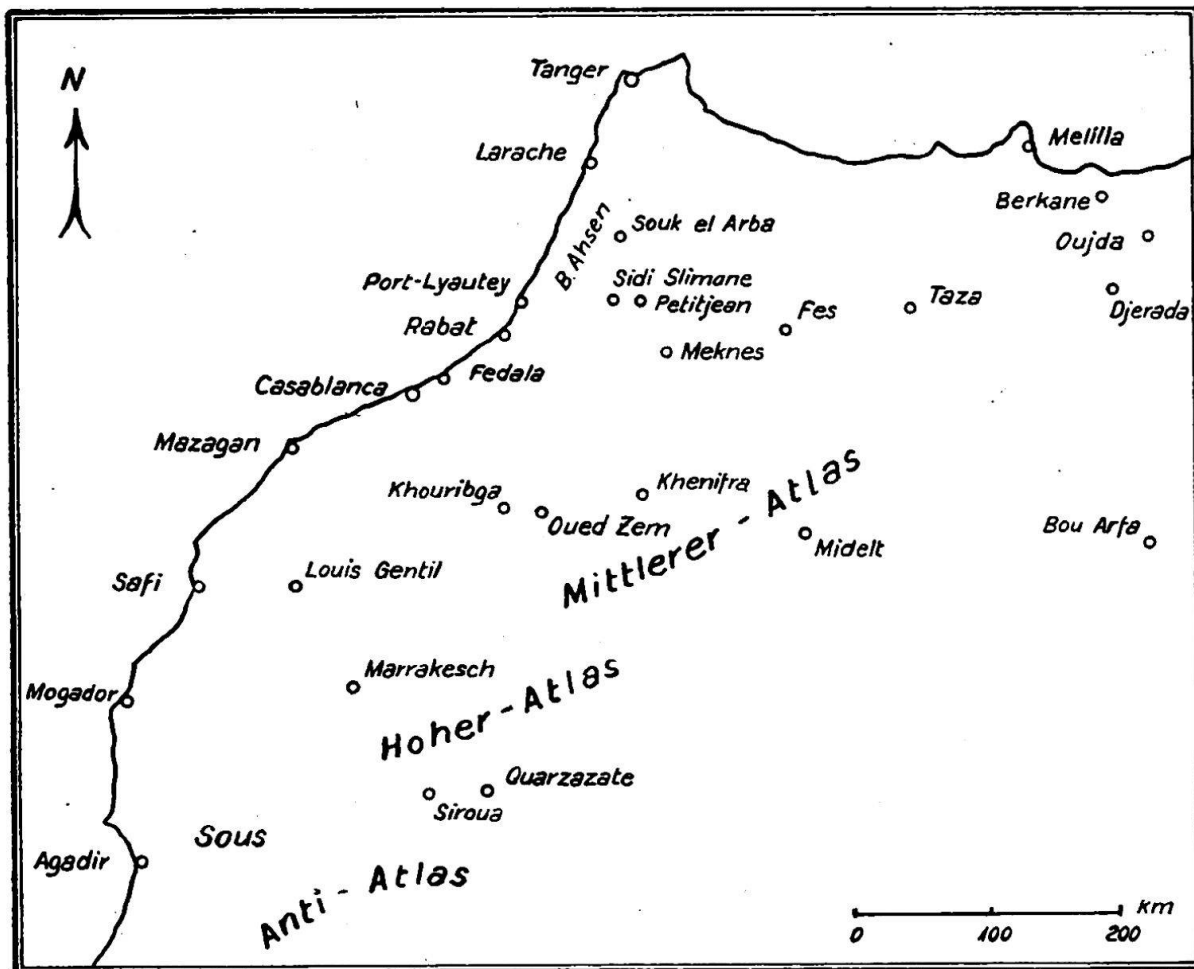 N
Tanger
Larache
Melilla
Berkane
Souk el Arba
Oujda
B. Ahsen
Port-Lyautey
Sidi Slimane
Petitjean
Fes
Taza
Djerada
Rabat
Meknes
Casablanca
Fedala
Mazagan
Khouribga
Khenifra
Oued Zem
Mittlerer-Atlas
Midelt
Bou Arfa
Safi
Louis Gentil
Marrakesch
Mogador
Hoher-Atlas
Quarzazate
Siroua
Sous
Agadir
Anti-Atlas
km
0 100 200